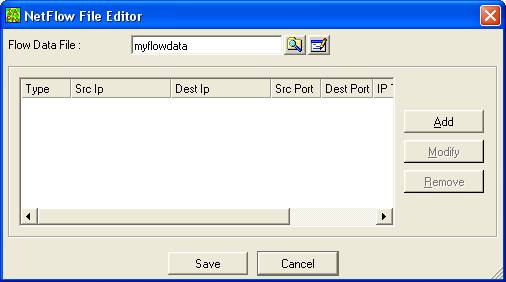 NetFlow File Editor
Flow Data File : myflowdata
Type Src Ip Dest Ip Src Port Dest Port IP T
Add
Modify
Remove
Save Cancel